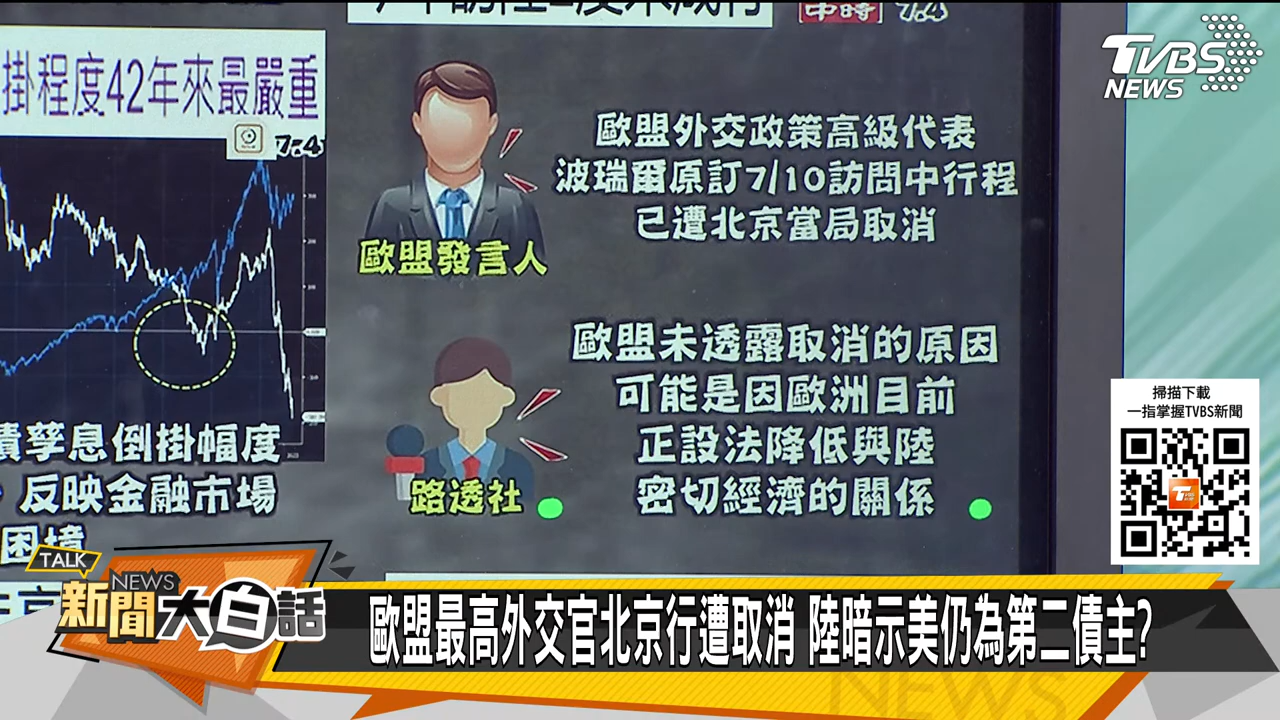 串時 7.4
TVBS
NEWS
掛程度42年來最嚴重
7.4
歐盟外交政策高級代表
波瑞爾原訂7/10訪問中行程
已遭北京當局取消
歐盟發言人
歐盟未透露取消的原因
可能是因歐洲目前
正設法降低與陸
密切經濟的關係
路透社
債孳息倒掛幅度
反映金融市場
困境
掃描下載
一指掌握TVBS新聞
TALK
NEWS
新聞大白話
歐盟最高外交官北京行遭取消 陸暗示美仍為第二債主?
NEWS